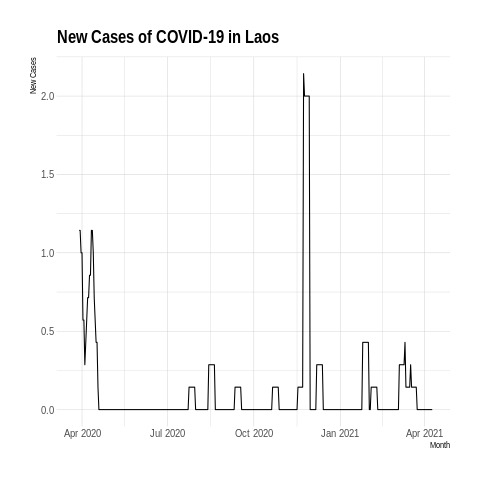 New Cases of COVID-19 in Laos
New Cases
2.0
1.5
1.0
0.5
0.0
Apr 2020 Jul 2020 Oct 2020 Jan 2021 Apr 2021
Month